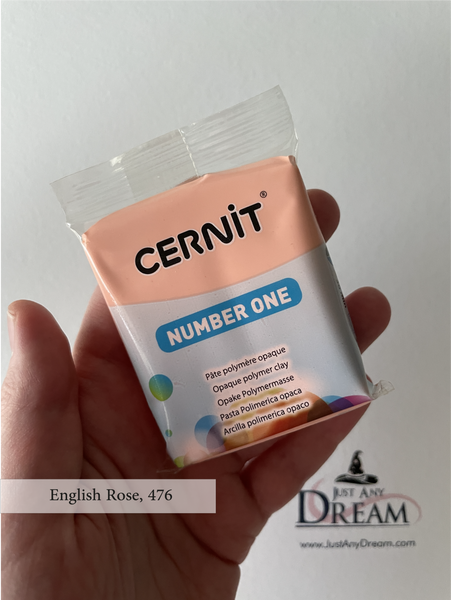 CERNiT®
NUMBER ONE
Pâte polymère opaque
Opaque polymer clay
Opake Polymermasse
Pasta Polimerica opaca
Arcilla polimerica opaco
English Rose, 476
JUST ANY
DREAM
www.JustAnyDream.com